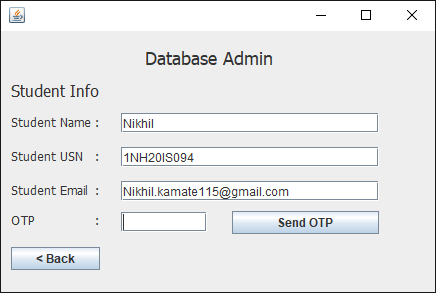 Database Admin
Student Info
Student Name : Nikhil
Student USN : 1NH20IS094
Student Email : Nikhil.kamate115@gmail.com
OTP : Send OTP
< Back